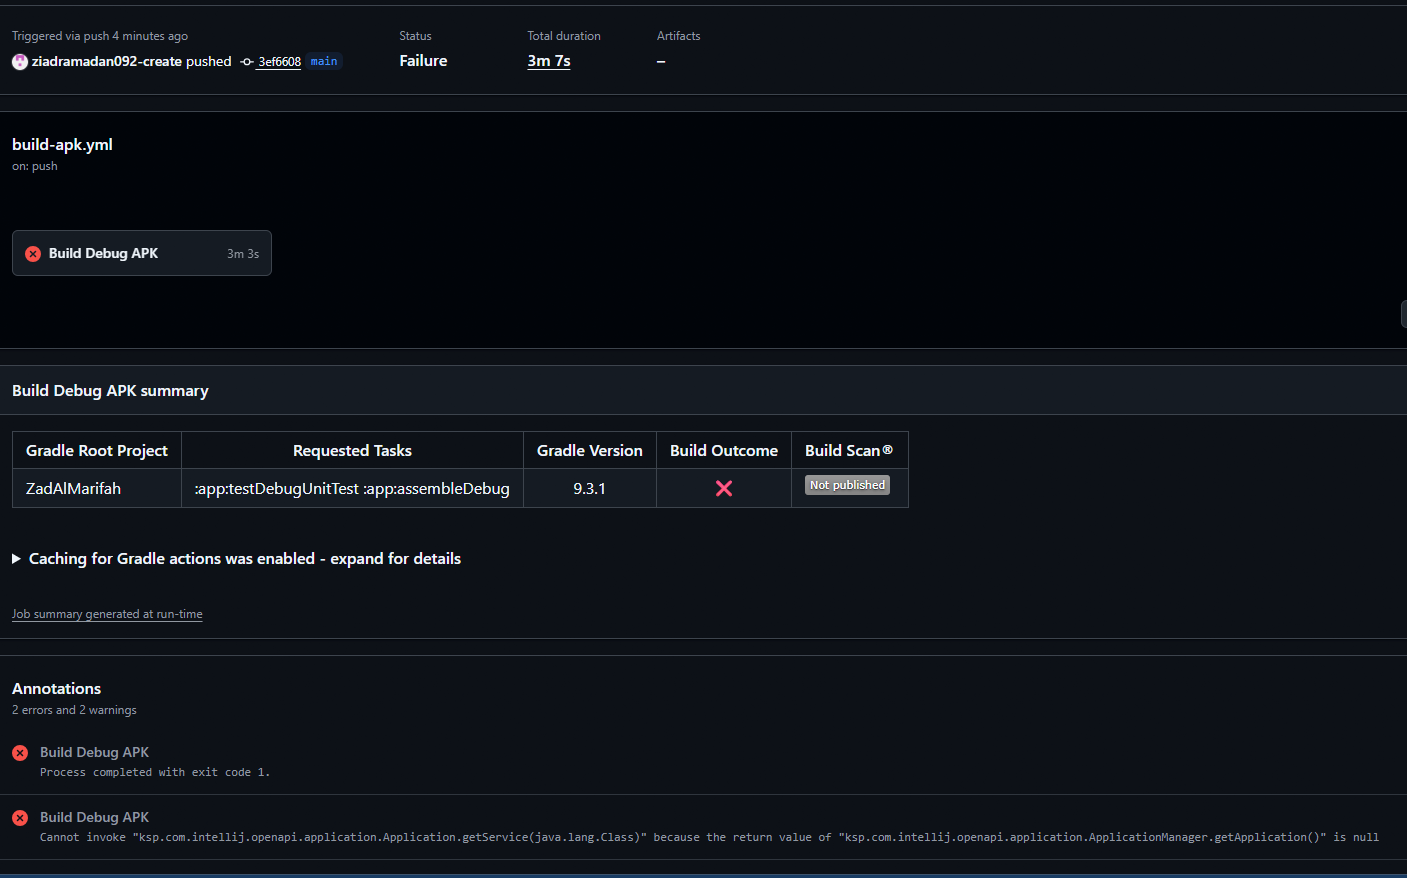 Triggered via push 4 minutes ago
ziadramadan092-create pushed 3ef6608 main
Status
Failure
Total duration
3m 7s
Artifacts
–
build-apk.yml
on: push
Build Debug APK 3m 3s
Build Debug APK summary
Gradle Root Project Requested Tasks Gradle Version Build Outcome Build Scan®
ZadAlMarifah :app:testDebugUnitTest :app:assembleDebug 9.3.1 ❌ Not published
Caching for Gradle actions was enabled - expand for details
Job summary generated at run-time
Annotations
2 errors and 2 warnings
Build Debug APK
Process completed with exit code 1.
Build Debug APK
Cannot invoke "ksp.com.intellij.openapi.application.Application.getService(java.lang.Class)" because the return value of "ksp.com.intellij.openapi.application.ApplicationManager.getApplication()" is null